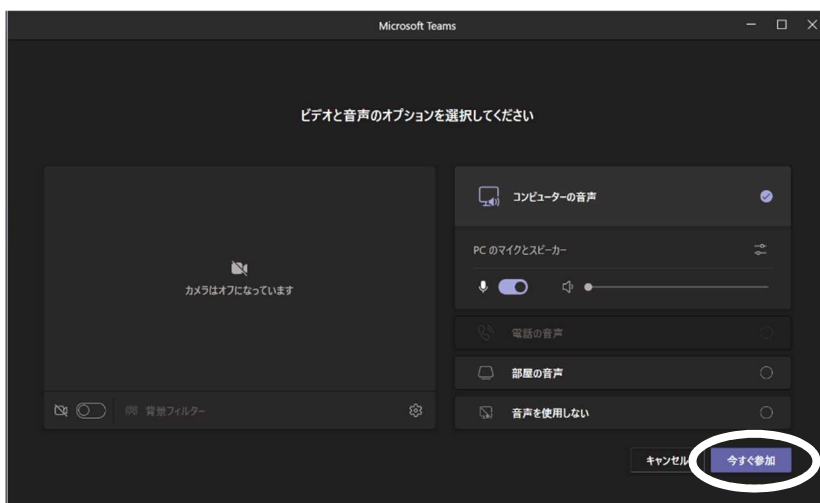 Microsoft Teams
ビデオと音声のオプションを選択してください
カメラはオフになっています
背景フィルター
コンピューターの音声
PC のマイクとスピーカー
電話の音声
部屋の音声
音声を使用しない
キャンセル
今すぐ参加